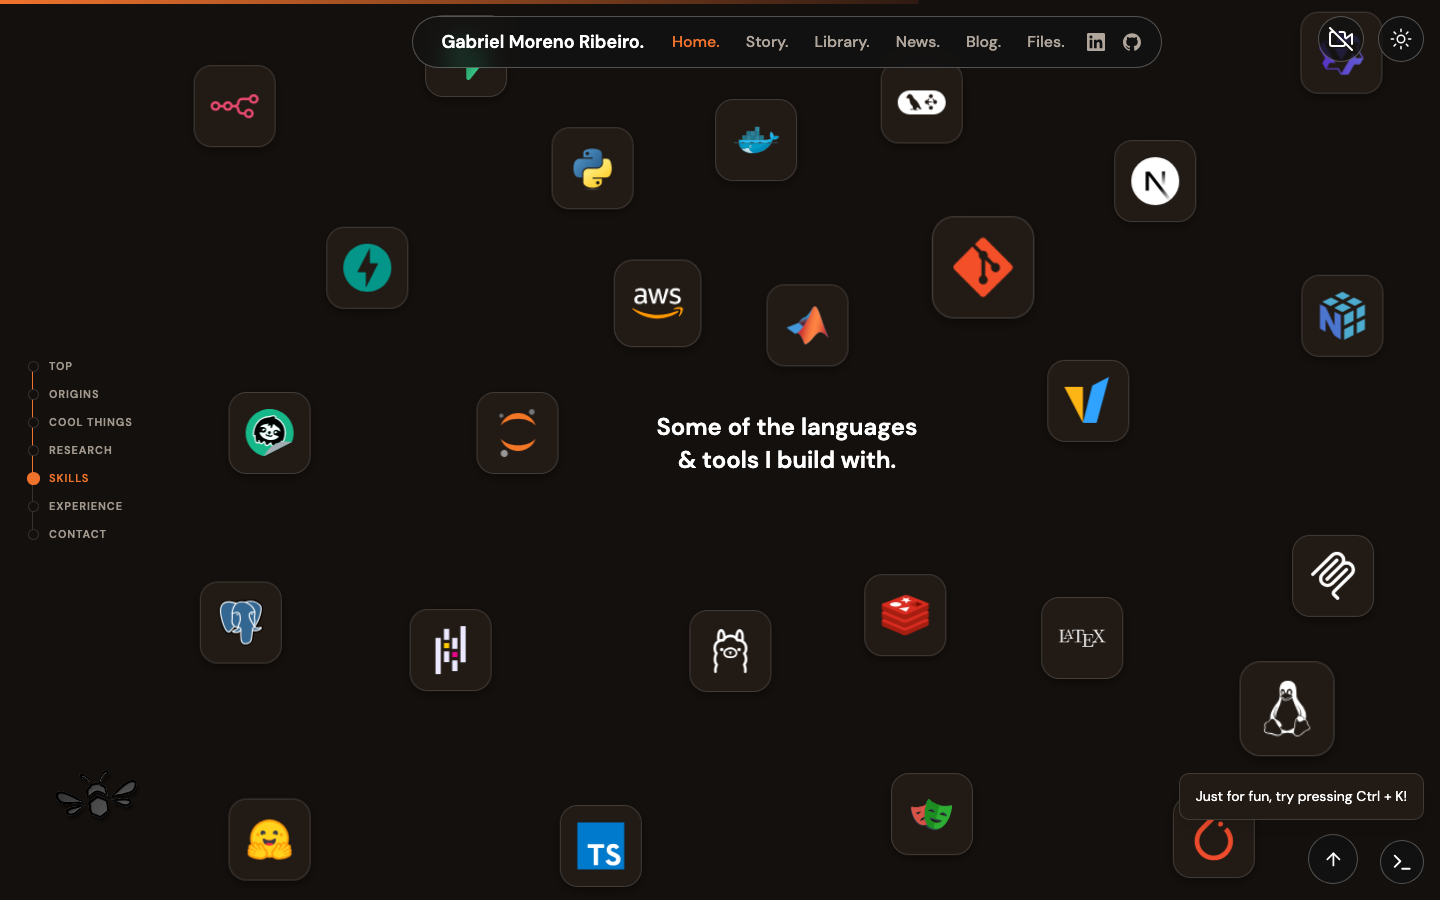 Gabriel Moreno Ribeiro.
Home.
Story.
Library.
News.
Blog.
Files.
in
N
aws
N
TOP
ORIGINS
COOL THINGS
RESEARCH
SKILLS
EXPERIENCE
CONTACT
Some of the languages
& tools I build with.
LATEX
Just for fun, try pressing Ctrl + K!
TS